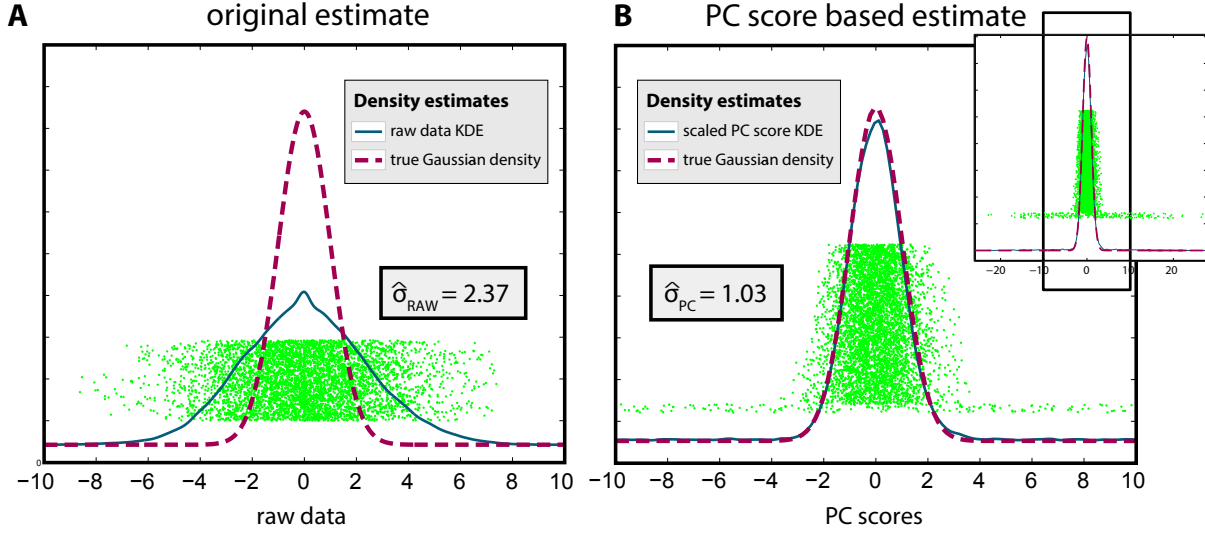 A original estimate
Density estimates
raw data KDE
true Gaussian density
σ̂RAW = 2.37
0
−10 −8 −6 −4 −2 0 2 4 6 8 10
raw data
B PC score based estimate
Density estimates
scaled PC score KDE
true Gaussian density
σ̂PC = 1.03
−20 −10 0 10 20
−10 −8 −6 −4 −2 0 2 4 6 8 10
PC scores